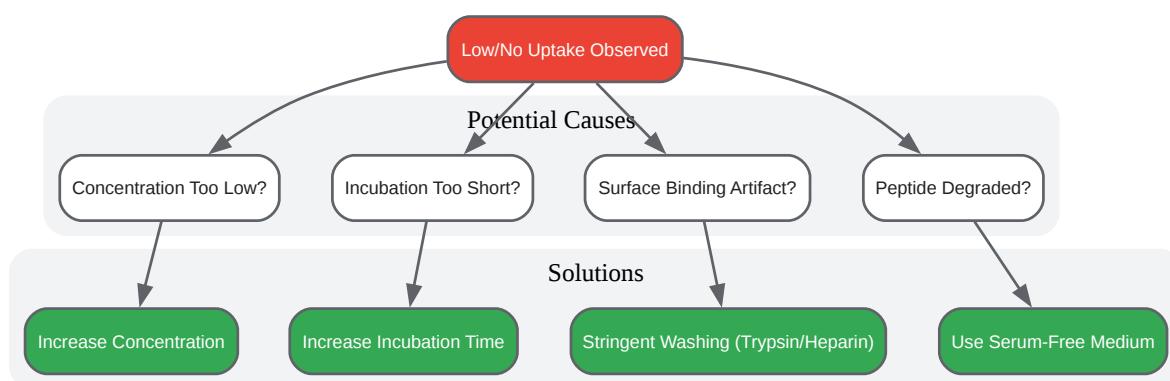 Low/No Uptake Observed
Potential Causes
Concentration Too Low?
Incubation Too Short?
Surface Binding Artifact?
Peptide Degraded?
Solutions
Increase Concentration
Increase Incubation Time
Stringent Washing (Trypsin/Heparin)
Use Serum-Free Medium